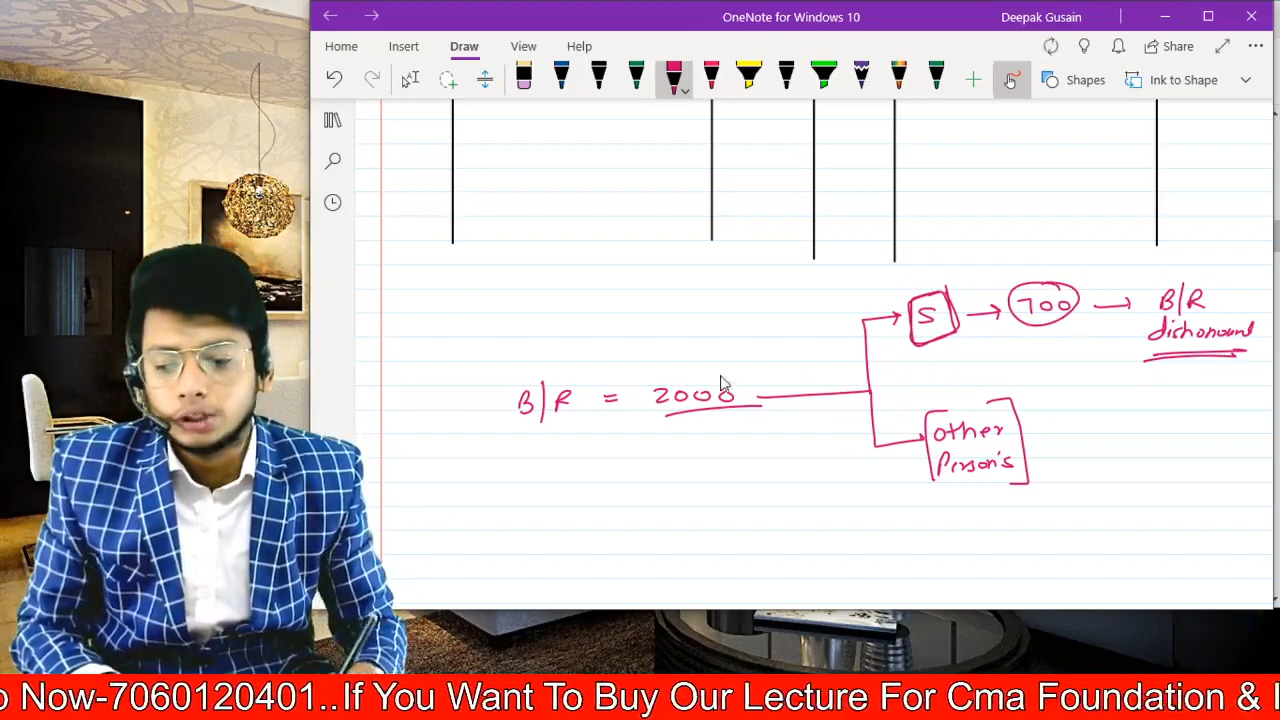 OneNote for Windows 10
Deepak Gusain
Home Insert Draw View Help
Share
Shapes
Ink to Shape
S → 700 → B/R
dishonound
B/R = 2000
Other
Person's
o Now-7060120401..If You Want To Buy Our Lecture For Cma Foundation &